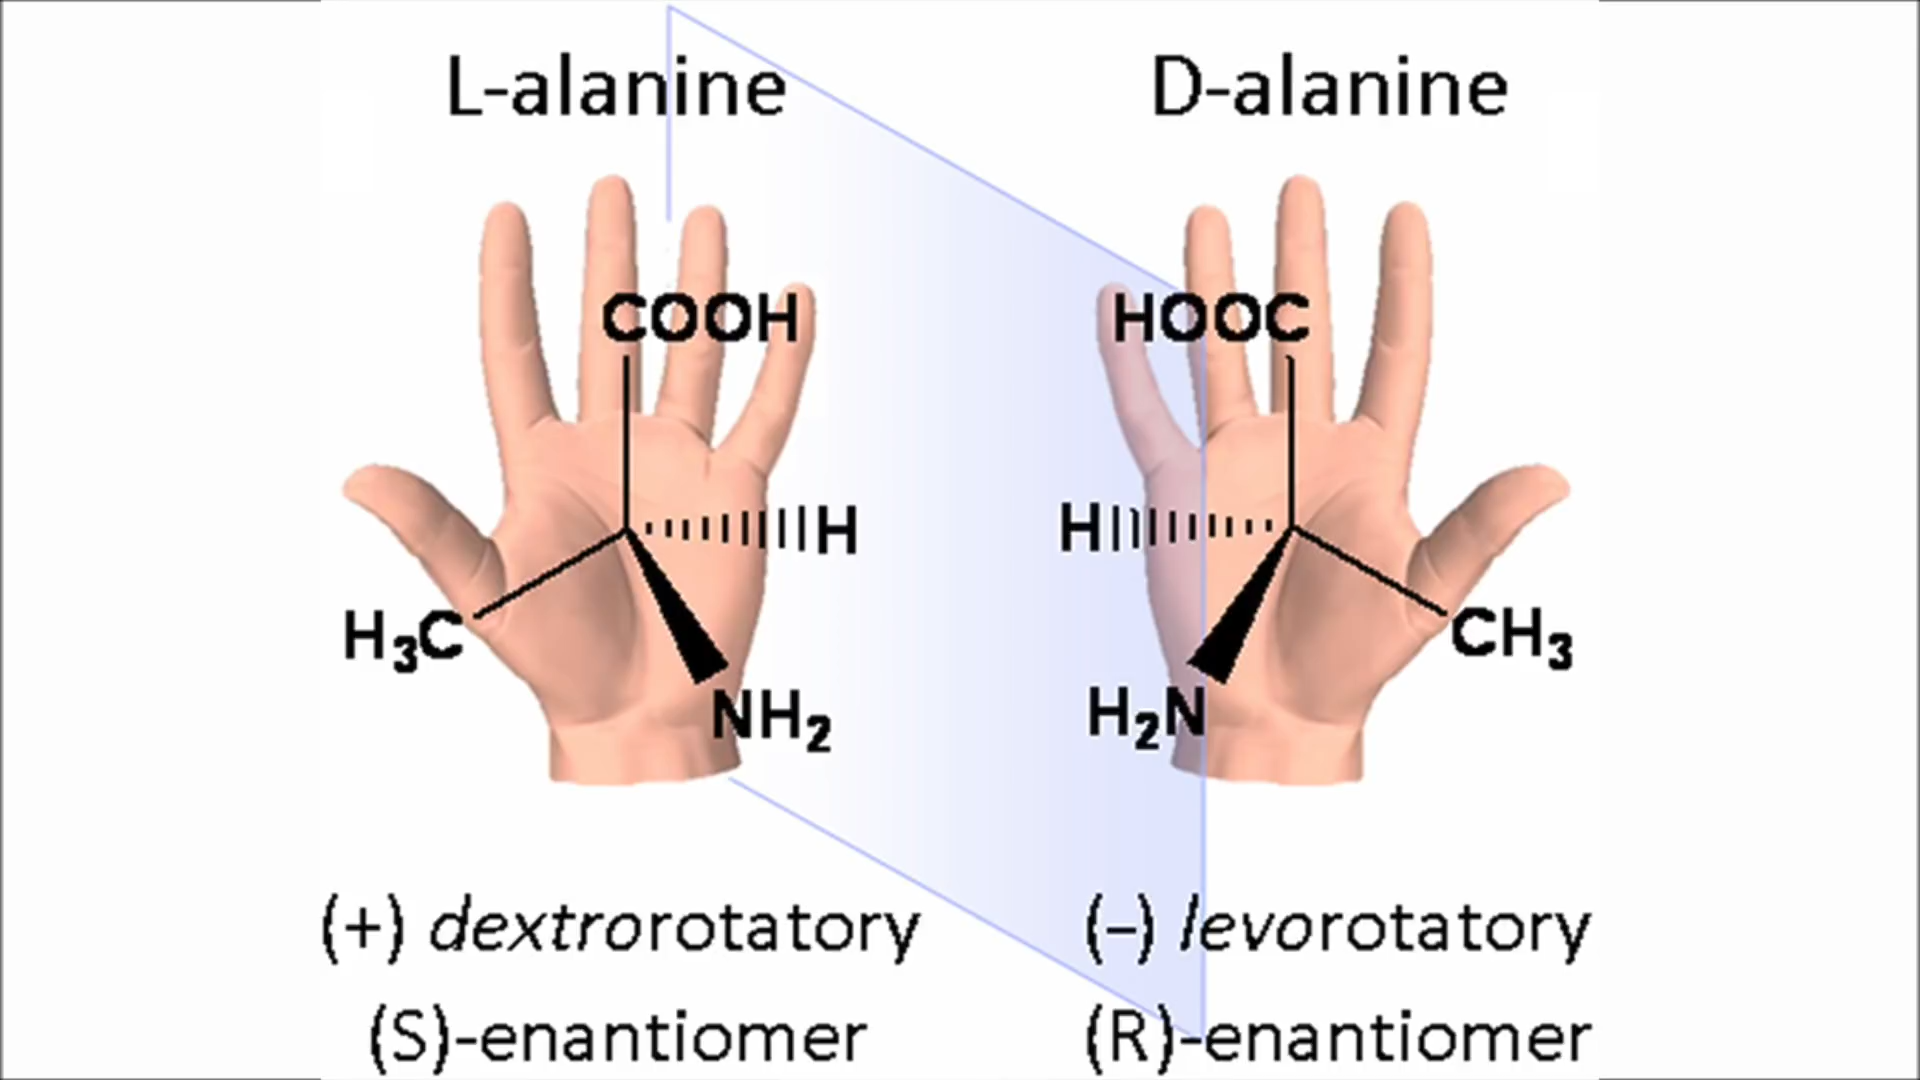 L-alanine
D-alanine
COOH
HOOC
H
H
H₃C
CH₃
NH₂
H₂N
(+) dextrorotatory
(–) levorotatory
(S)-enantiomer
(R)-enantiomer